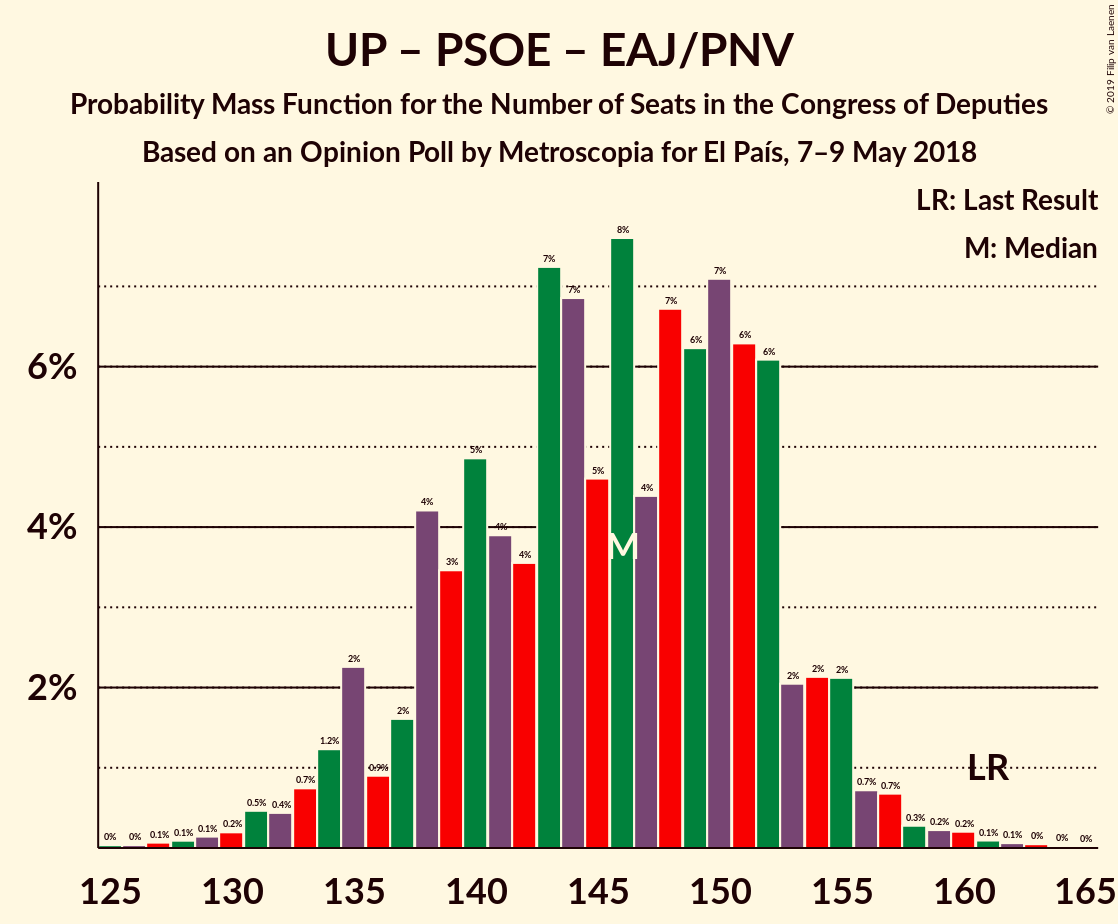 UP – PSOE – EAJ/PNV
Probability Mass Function for the Number of Seats in the Congress of Deputies
Based on an Opinion Poll by Metroscopia for El País, 7–9 May 2018
© 2019 Filip van Laenen
LR: Last Result
M: Median
6%
4%
2%
0% 0% 0.1% 0.1% 0.1% 0.2% 0.5% 0.4% 0.7% 1.2% 2% 0.9% 2% 4% 3% 5% 4% 4% 7% 7% 5% 8% 4% 7% 6% 7% 6% 6% 2% 2% 2% 0.7% 0.7% 0.3% 0.2% 0.2% 0.1% 0.1% 0% 0% 0%
M
LR
125 130 135 140 145 150 155 160 165